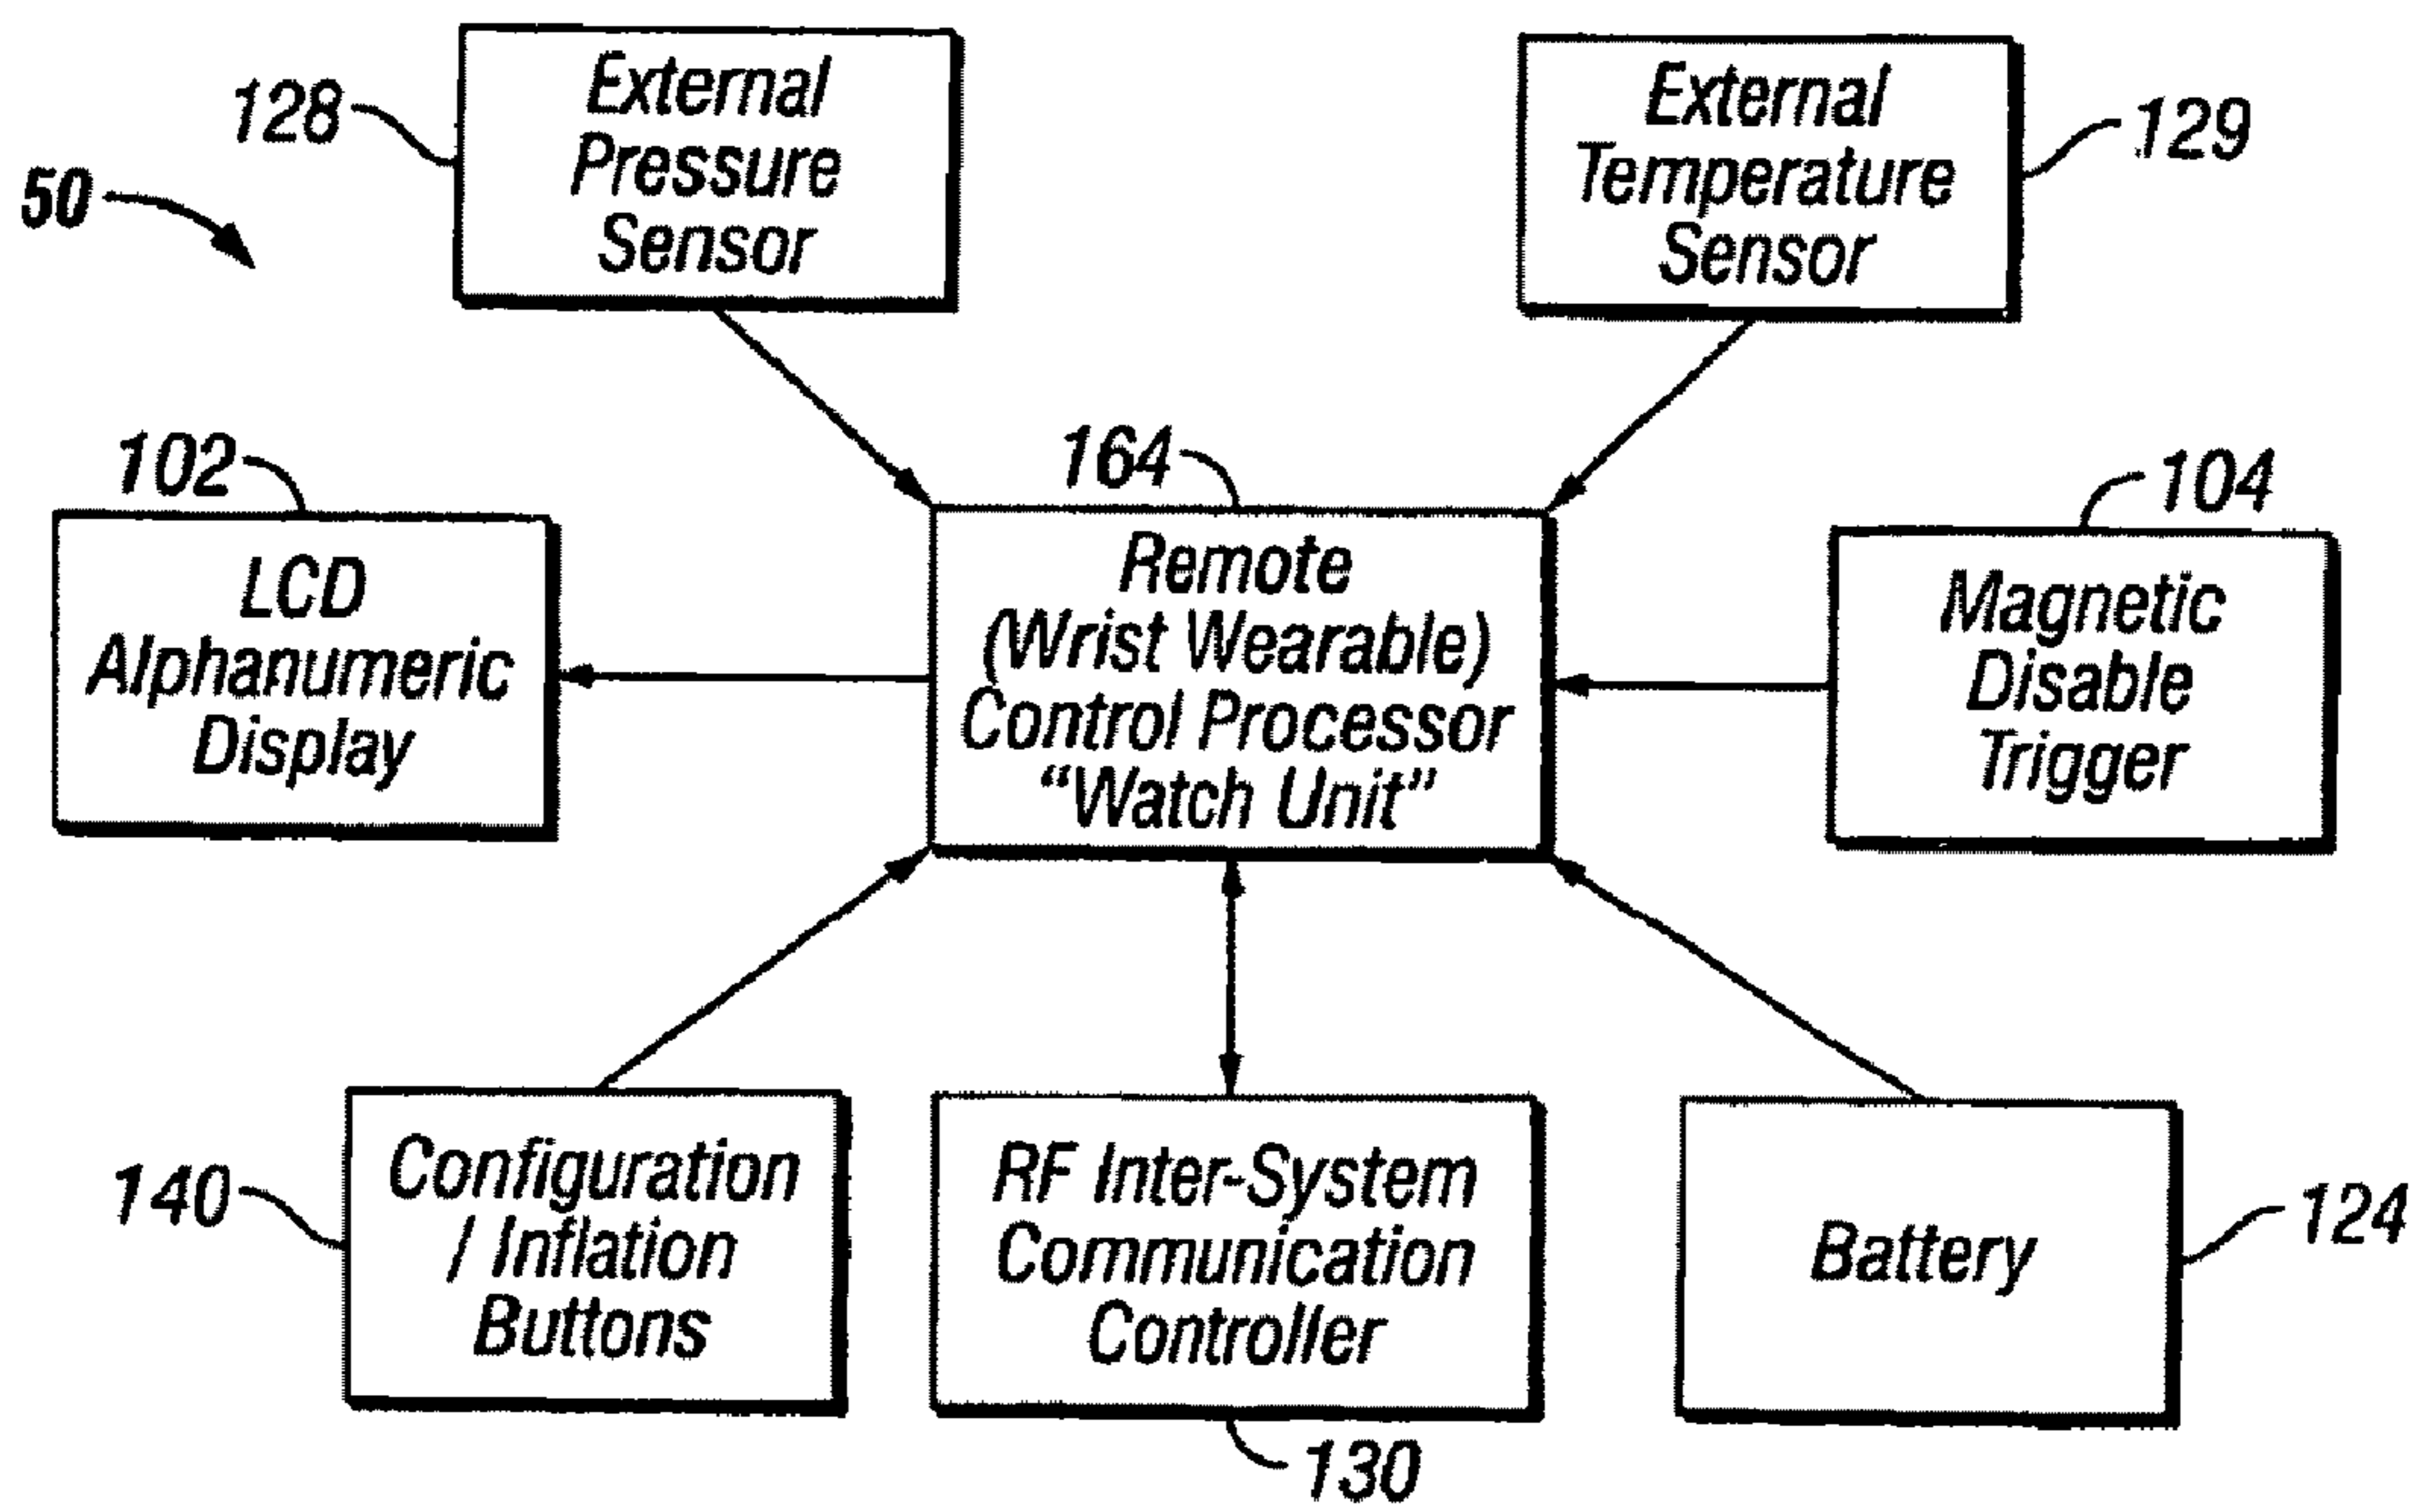 128
External
Pressure
Sensor
External
Temperature
Sensor
129
50
102
LCD
Alphanumeric
Display
164
Remote
(Wrist Wearable)
Control Processor
“Watch Unit”
104
Magnetic
Disable
Trigger
140
Configuration
/ Inflation
Buttons
RF Inter-System
Communication
Controller
130
Battery
124